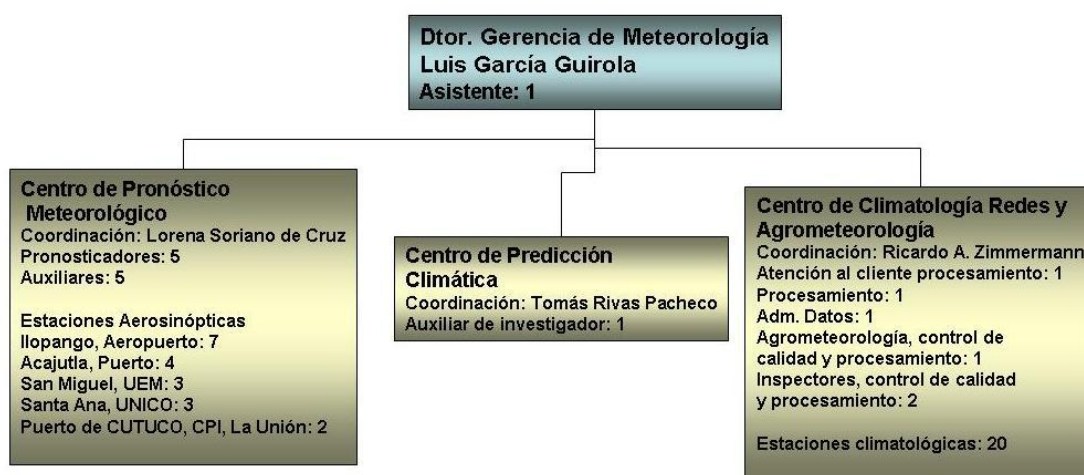 Dtor. Gerencia de Meteorología
Luis García Guirola
Asistente: 1
Centro de Pronóstico
Meteorológico
Coordinación: Lorena Soriano de Cruz
Pronosticadores: 5
Auxiliares: 5
Estaciones Aerosinópticas
Ilopango, Aeropuerto: 7
Acajutla, Puerto: 4
San Miguel, UEM: 3
Santa Ana, UNICO: 3
Puerto de CUTUCO, CPI, La Unión: 2
Centro de Predicción
Climática
Coordinación: Tomás Rivas Pacheco
Auxiliar de investigador: 1
Centro de Climatología Redes y
Agrometeorología
Coordinación: Ricardo A. Zimmermann
Atención al cliente procesamiento: 1
Procesamiento: 1
Adm. Datos: 1
Agrometeorología, control de
calidad y procesamiento: 1
Inspectores, control de calidad
y procesamiento: 2
Estaciones climatológicas: 20